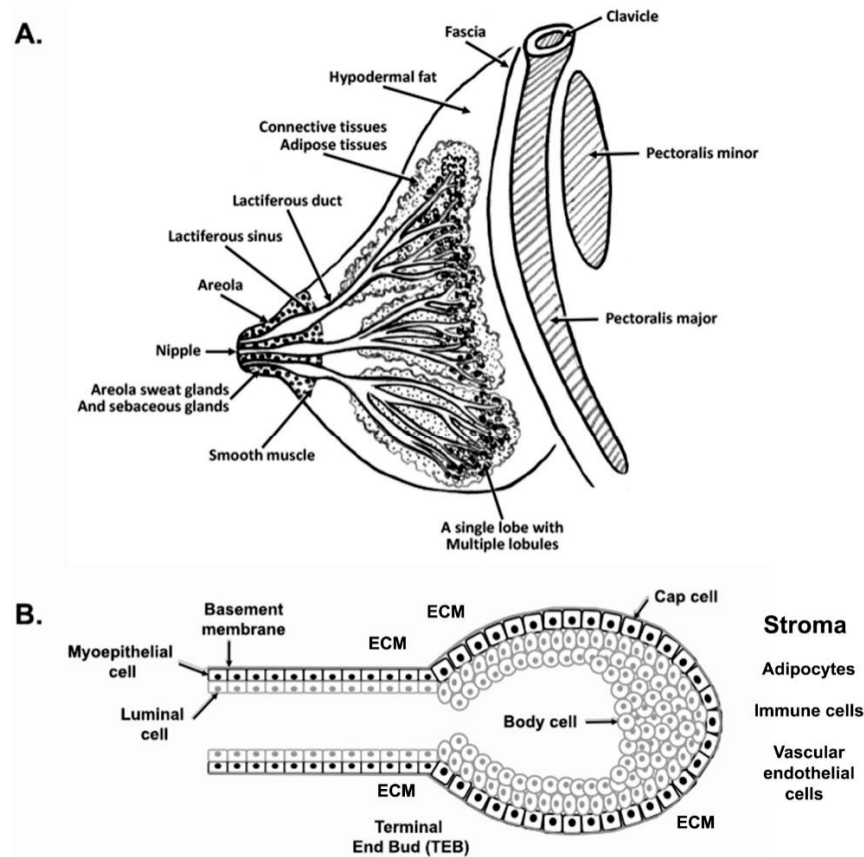 A.
Clavicle
Fascia
Hypodermal fat
Connective tissues
Adipose tissues
Pectoralis minor
Lactiferous duct
Lactiferous sinus
Areola
Pectoralis major
Nipple
Areola sweat glands
And sebaceous glands
Smooth muscle
A single lobe with
Multiple lobules
B.
Basement
membrane
ECM
Cap cell
ECM
Stroma
Myoepithelial
cell
Adipocytes
Luminal
cell
Body cell
Immune cells
Vascular
endothelial
cells
ECM
ECM
Terminal
End Bud (TEB)